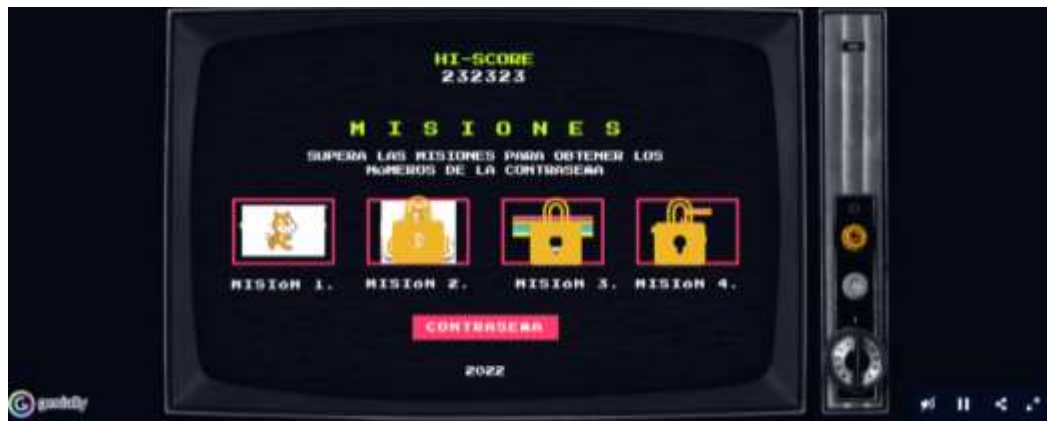 HI-SCORE
232323
MISIONES
SUPERA LAS MISIONES PARA OBTENER LOS
NúMEROS DE LA CONTRASEÑA
MISIóN 1.
MISIóN 2.
MISIóN 3.
MISIóN 4.
CONTRASEÑA
2022
genially